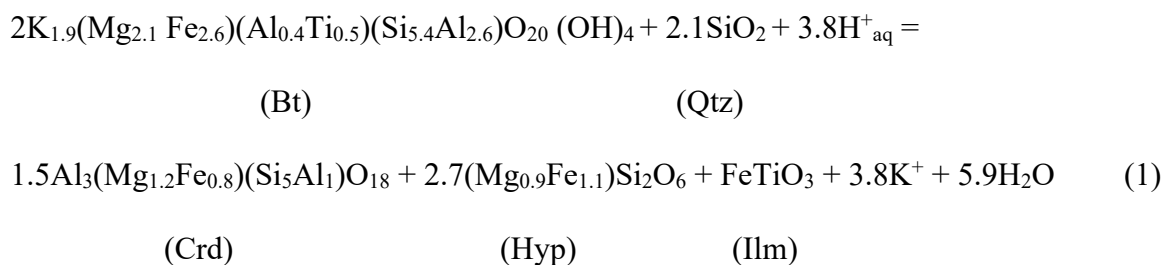 2K₁.₉(Mg₂.₁ Fe₂.₆)(Al₀.₄Ti₀.₅)(Si₅.₄Al₂.₆)O₂₀ (OH)₄ + 2.1SiO₂ + 3.8H⁺aq =
(Bt) (Qtz)
1.5Al₃(Mg₁.₂Fe₀.₈)(Si₅Al₁)O₁₈ + 2.7(Mg₀.₉Fe₁.₁)Si₂O₆ + FeTiO₃ + 3.8K⁺ + 5.9H₂O (1)
(Crd) (Hyp) (Ilm)